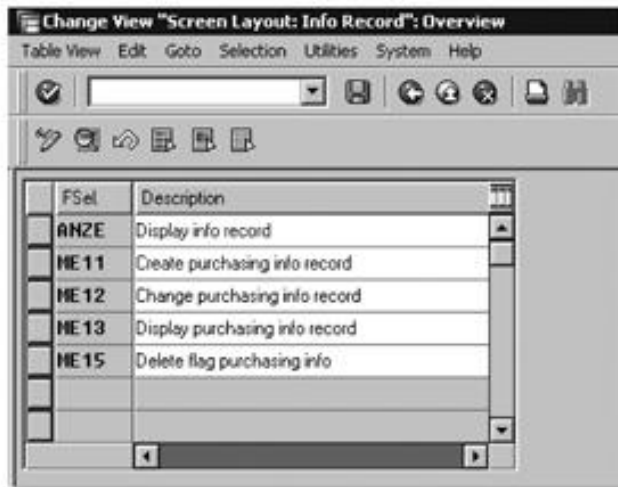 Change View "Screen Layout: Info Record": Overview
Table View Edit Goto Selection Utilities System Help
FSel Description
ANZE Display info record
ME11 Create purchasing info record
ME12 Change purchasing info record
ME13 Display purchasing info record
ME15 Delete flag purchasing info